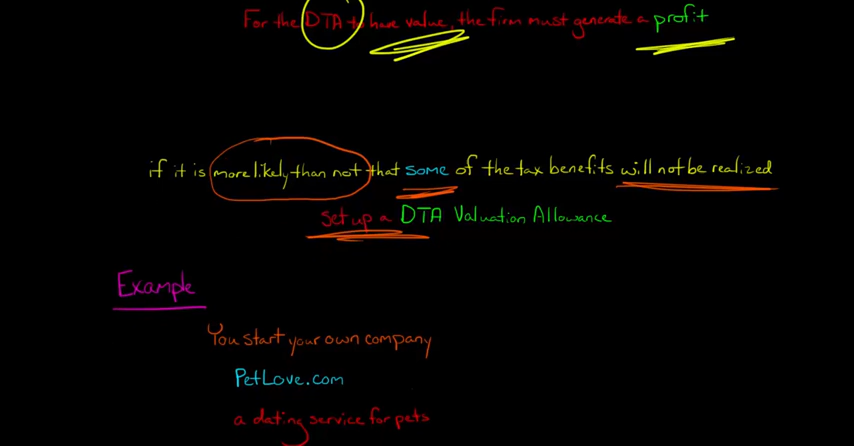 For the DTA to have value, the firm must generate a profit
if it is more likely than not that some of the tax benefits will not be realized
set up a DTA Valuation Allowance
Example
You start your own company
PetLove.com
a dating service for pets